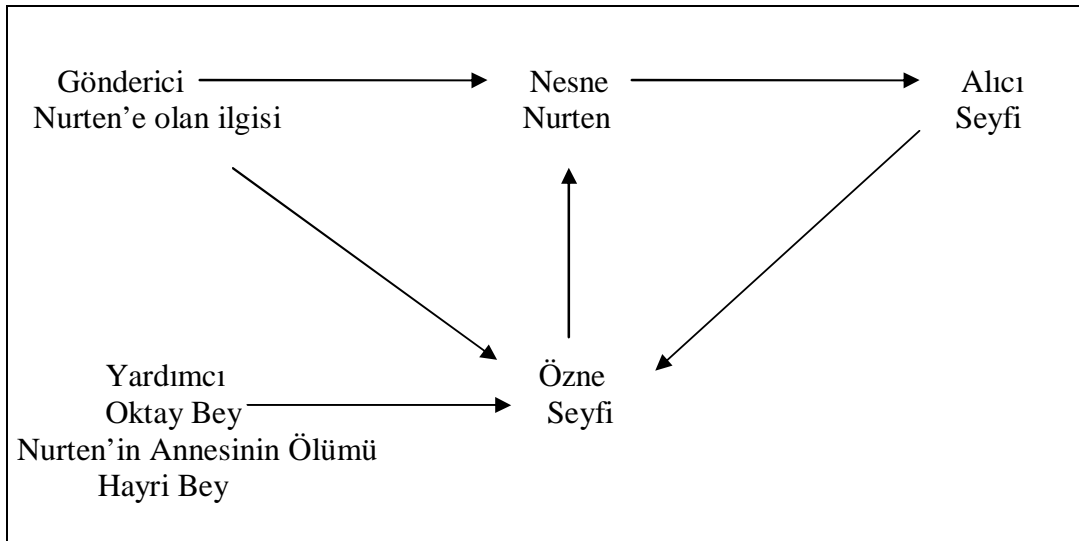 Gönderici
Nurten’e olan ilgisi
Nesne
Nurten
Alıcı
Seyfi
Yardımcı
Oktay Bey
Nurten’in Annesinin Ölümü
Hayri Bey
Özne
Seyfi